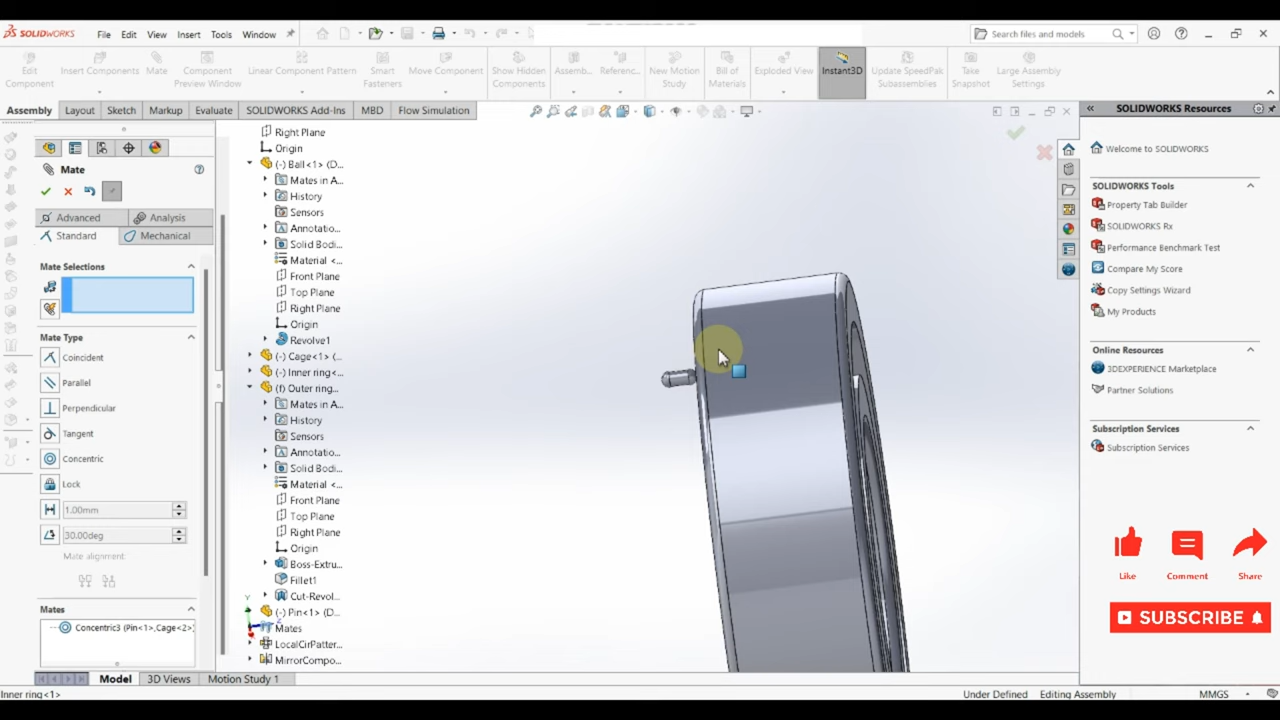 SOLIDWORKS File Edit View Insert Tools Window Search files and models
Edit Component Insert Components Mate Component Preview Window Linear Component Pattern Smart Fasteners Move Component Show Hidden Components Assemb... Referenc... New Motion Study Bill of Materials Exploded View Instant3D Update SpeedPak Subassemblies Take Snapshot Large Assembly Settings
Assembly Layout Sketch Markup Evaluate SOLIDWORKS Add-Ins MBD Flow Simulation
SOLIDWORKS Resources
Mate
Advanced Analysis
Standard Mechanical
Mate Selections
Mate Type
Coincident
Parallel
Perpendicular
Tangent
Concentric
Lock
1.00mm
30.00deg
Mate alignment:
Mates
Concentric3 (Pin<1>,Cage<2>)
Right Plane
Origin
(-) Ball<1> (D...
Mates in A...
History
Sensors
Annotatio...
Solid Bodi...
Material <...
Front Plane
Top Plane
Right Plane
Origin
Revolve1
(-) Cage<1> (...
(-) Inner ring<...
(f) Outer ring...
Mates in A...
History
Sensors
Annotatio...
Solid Bodi...
Material <...
Front Plane
Top Plane
Right Plane
Origin
Boss-Extru...
Fillet1
Cut-Revol...
(-) Pin<1> (D...
Mates
LocalCirPatter...
MirrorCompo...
Y
Welcome to SOLIDWORKS
SOLIDWORKS Tools
Property Tab Builder
SOLIDWORKS Rx
Performance Benchmark Test
Compare My Score
Copy Settings Wizard
My Products
Online Resources
3DEXPERIENCE Marketplace
Partner Solutions
Subscription Services
Subscription Services
Like Comment Share
SUBSCRIBE
Model 3D Views Motion Study 1
Inner ring<1> Under Defined Editing Assembly MMGS